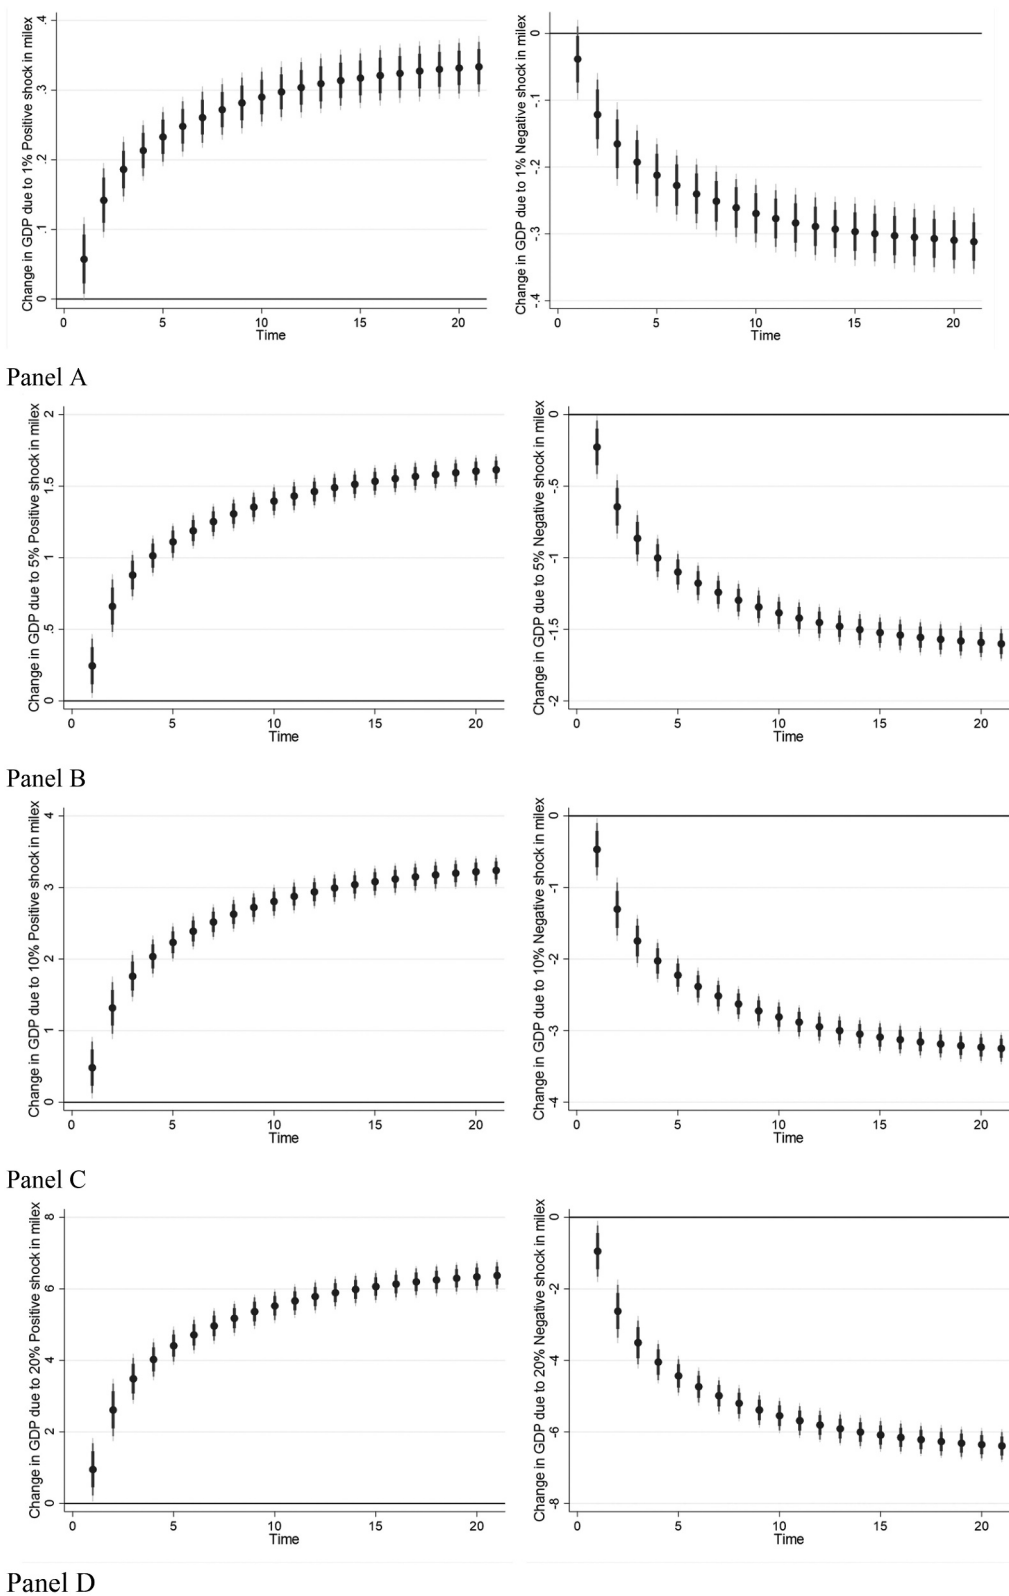 Change in GDP due to 1% Positive shock in milex
.4
.3
.2
.1
0
0 5 10 15 20
Time
Change in GDP due to 1% Negative shock in milex
0
-.1
-.2
-.3
-.4
0 5 10 15 20
Time
Panel A
Change in GDP due to 5% Positive shock in milex
2
1.5
1
.5
0
0 5 10 15 20
Time
Change in GDP due to 5% Negative shock in milex
0
-.5
-1
-1.5
-2
0 5 10 15 20
Time
Panel B
Change in GDP due to 10% Positive shock in milex
4
3
2
1
0
0 5 10 15 20
Time
Change in GDP due to 10% Negative shock in milex
0
-1
-2
-3
-4
0 5 10 15 20
Time
Panel C
Change in GDP due to 20% Positive shock in milex
8
6
4
2
0
0 5 10 15 20
Time
Change in GDP due to 20% Negative shock in milex
0
-2
-4
-6
-8
0 5 10 15 20
Time
Panel D